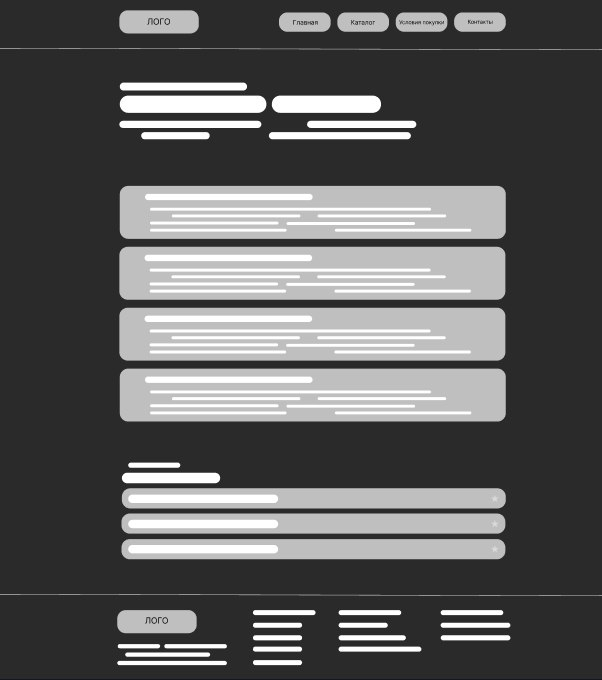 ЛОГО
Главная
Каталог
Условия покупки
Контакты
ЛОГО